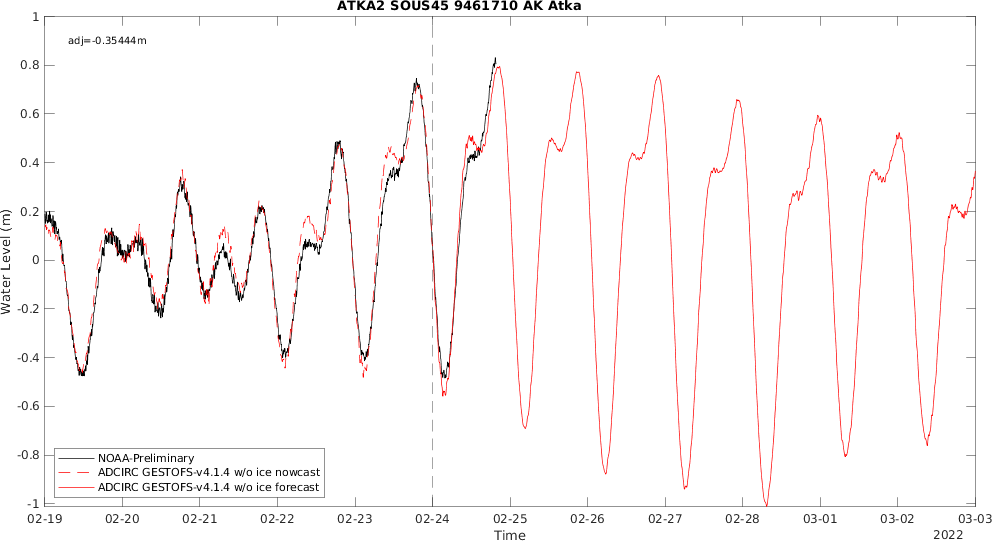 ATKA2 SOUS45 9461710 AK Atka
adj=-0.35444m
1
0.8
0.6
0.4
0.2
0
-0.2
-0.4
-0.6
-0.8
-1
Water Level (m)
NOAA-Preliminary
ADCIRC GESTOFS-v4.1.4 w/o ice nowcast
ADCIRC GESTOFS-v4.1.4 w/o ice forecast
02-19 02-20 02-21 02-22 02-23 02-24 02-25 02-26 02-27 02-28 03-01 03-02 03-03
Time
2022